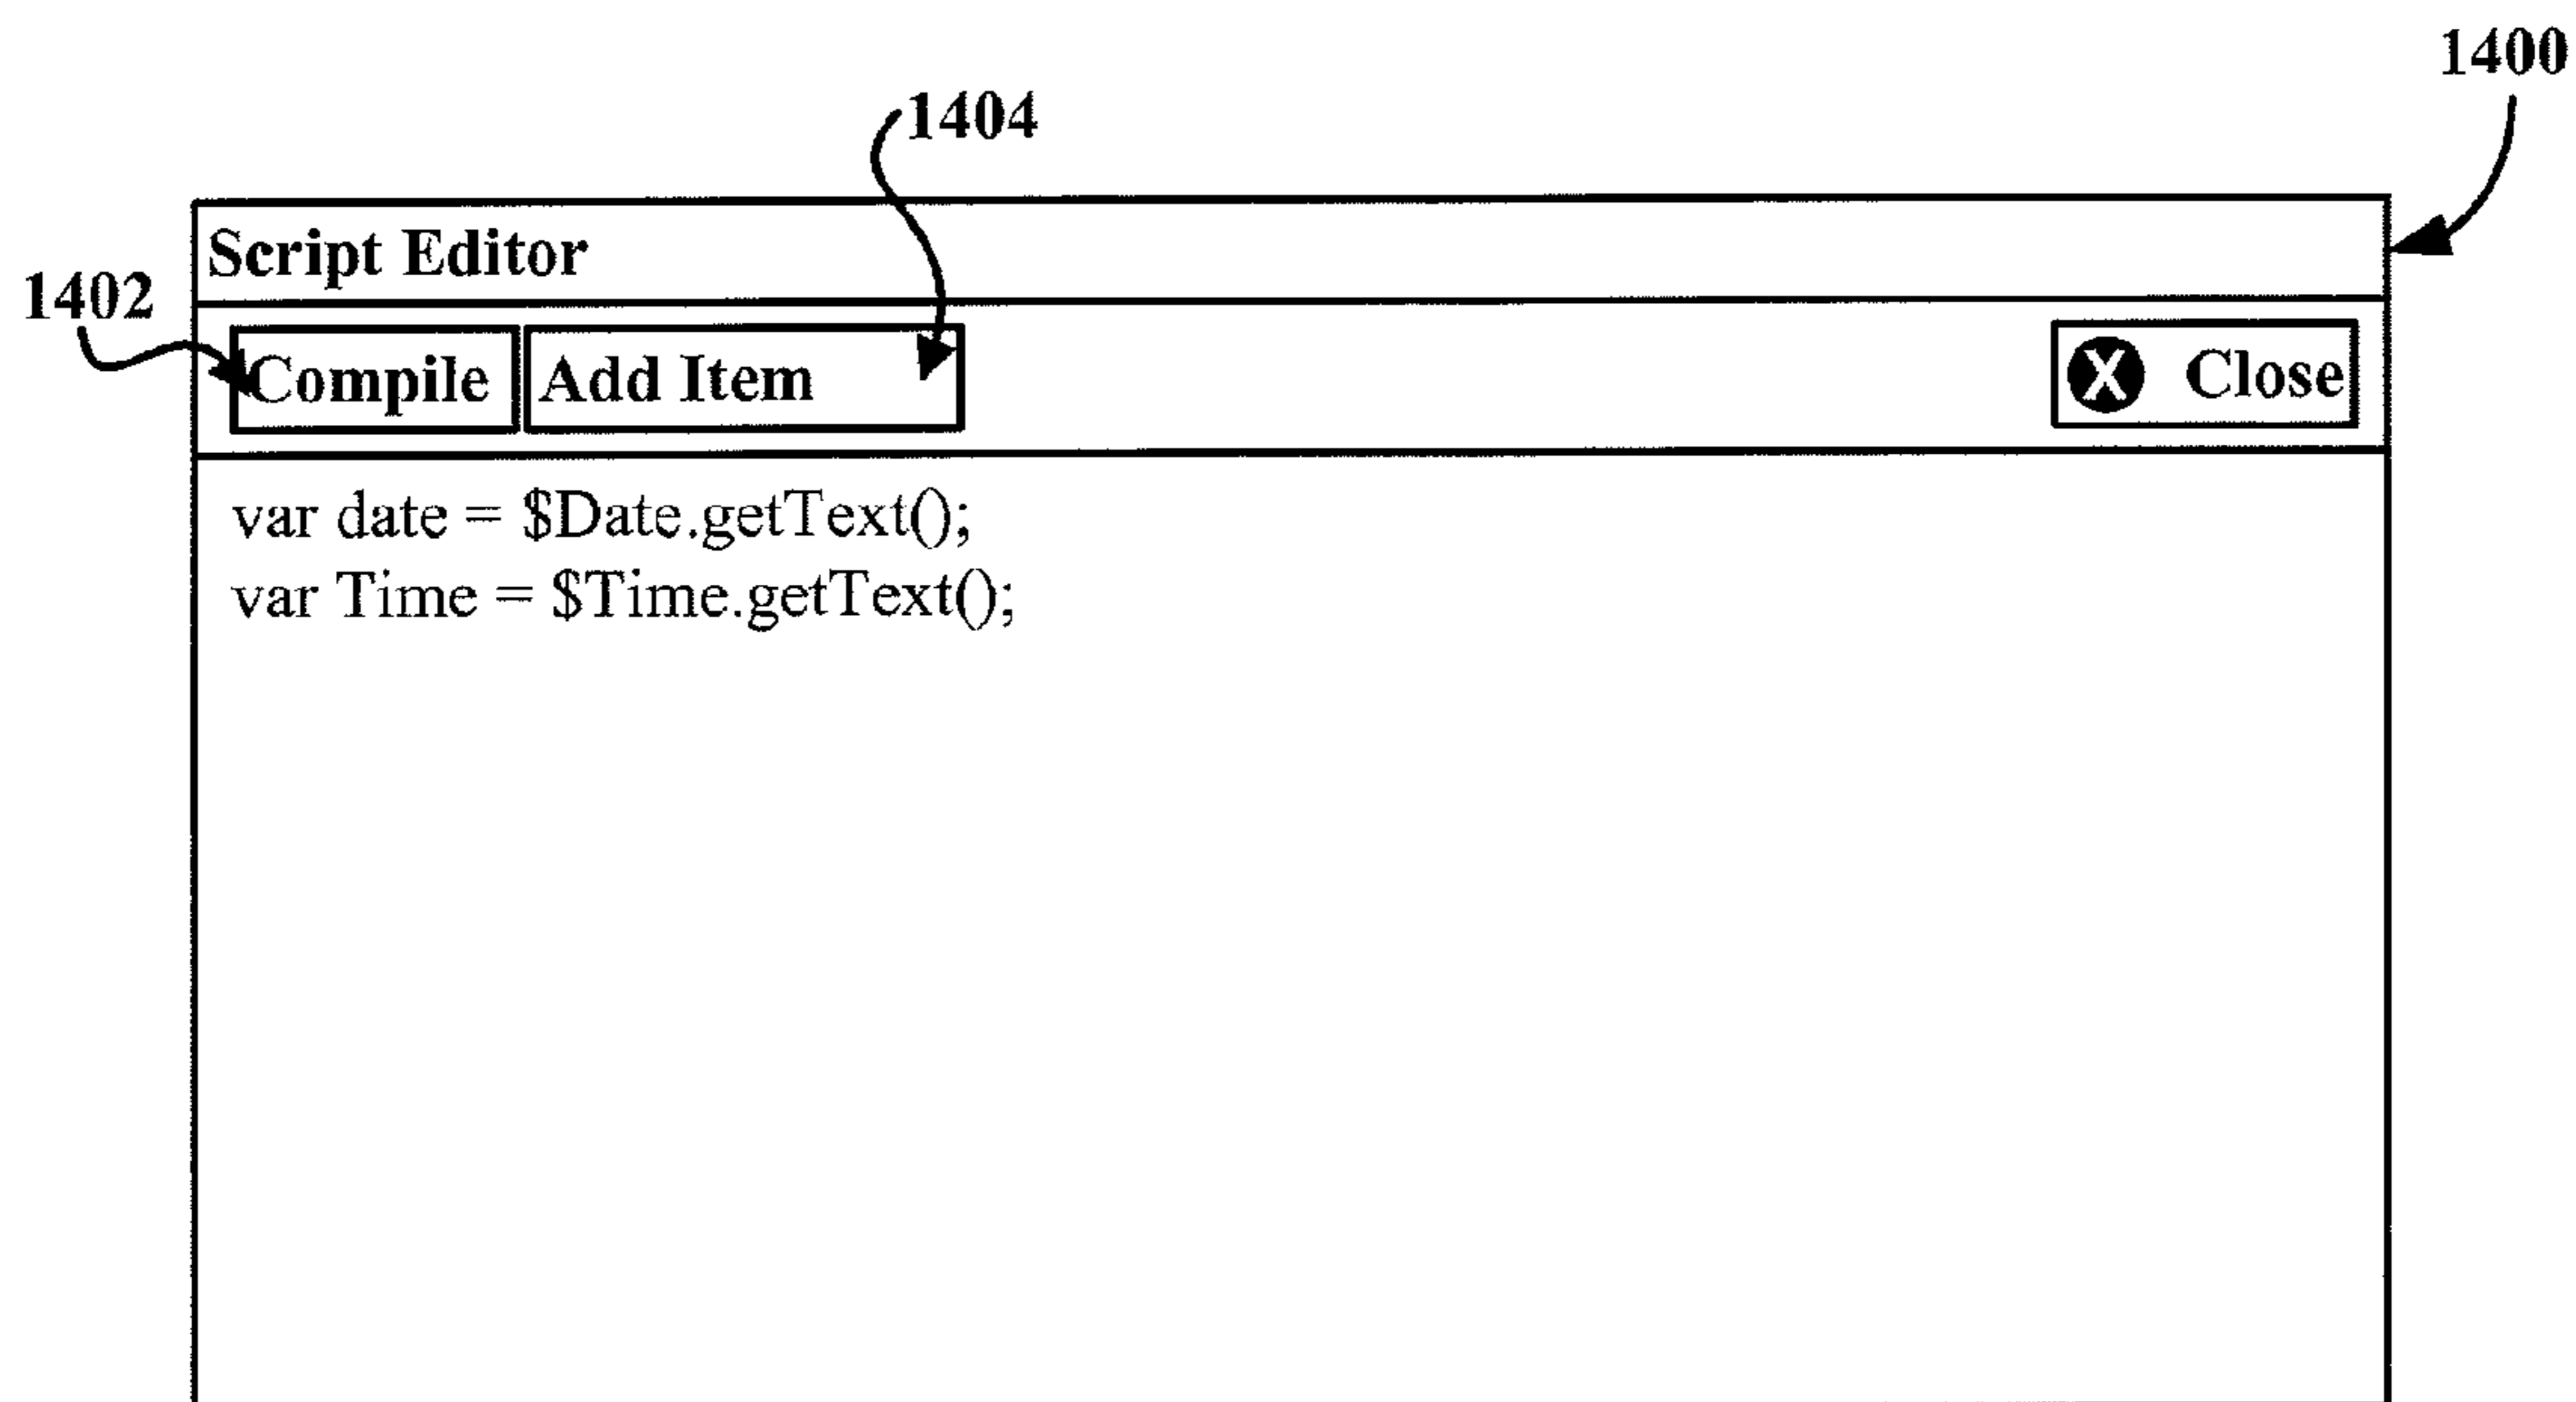 1400
1404
Script Editor
1402
Compile Add Item X Close
var date = $Date.getText();
var Time = $Time.getText();